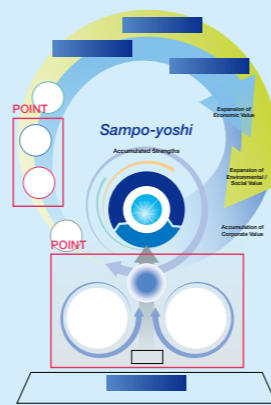 POINT
Sampo-yoshi
Accumulated Strengths
Expansion of
Economic Value
Expansion of
Environmental /
Social Value
Accumulation of
Corporate Value
POINT